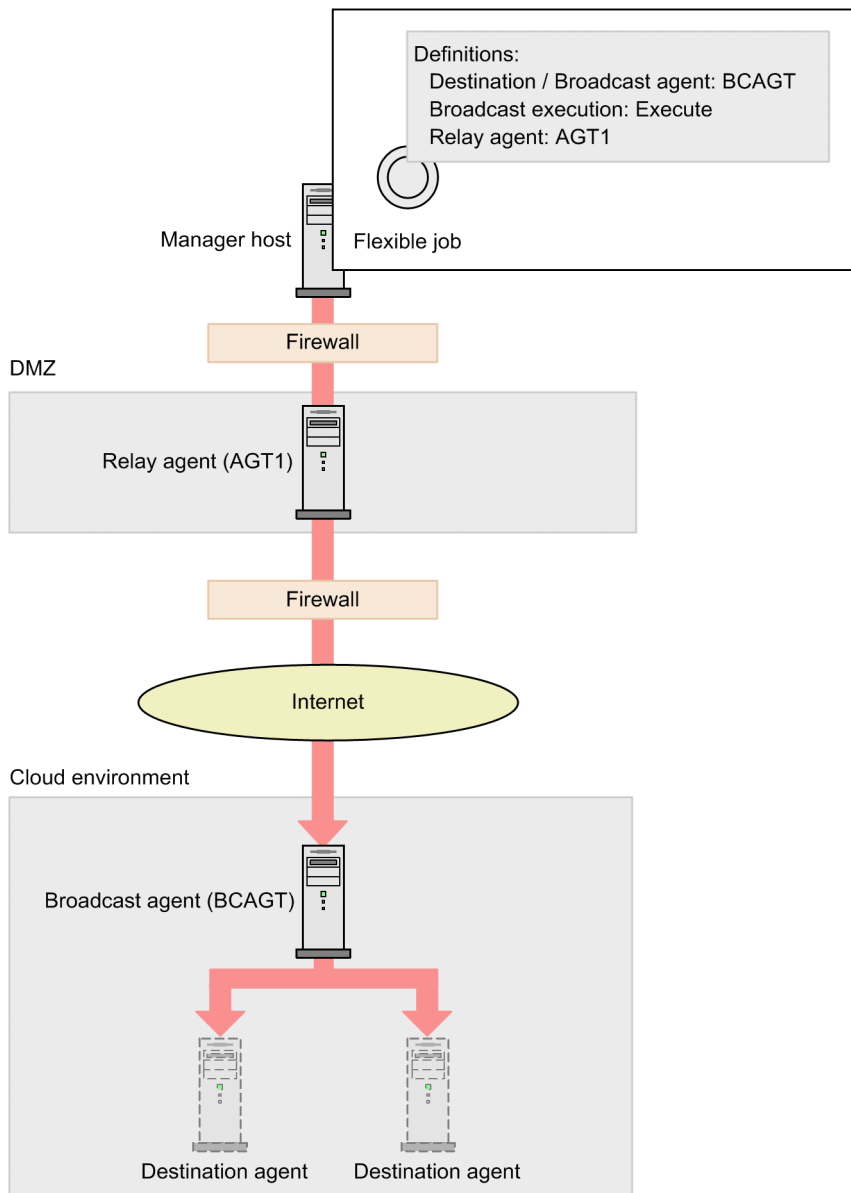 Definitions:
Destination / Broadcast agent: BCAGT
Broadcast execution: Execute
Relay agent: AGT1
Manager host
Flexible job
Firewall
DMZ
Relay agent (AGT1)
Firewall
Internet
Cloud environment
Broadcast agent (BCAGT)
Destination agent
Destination agent